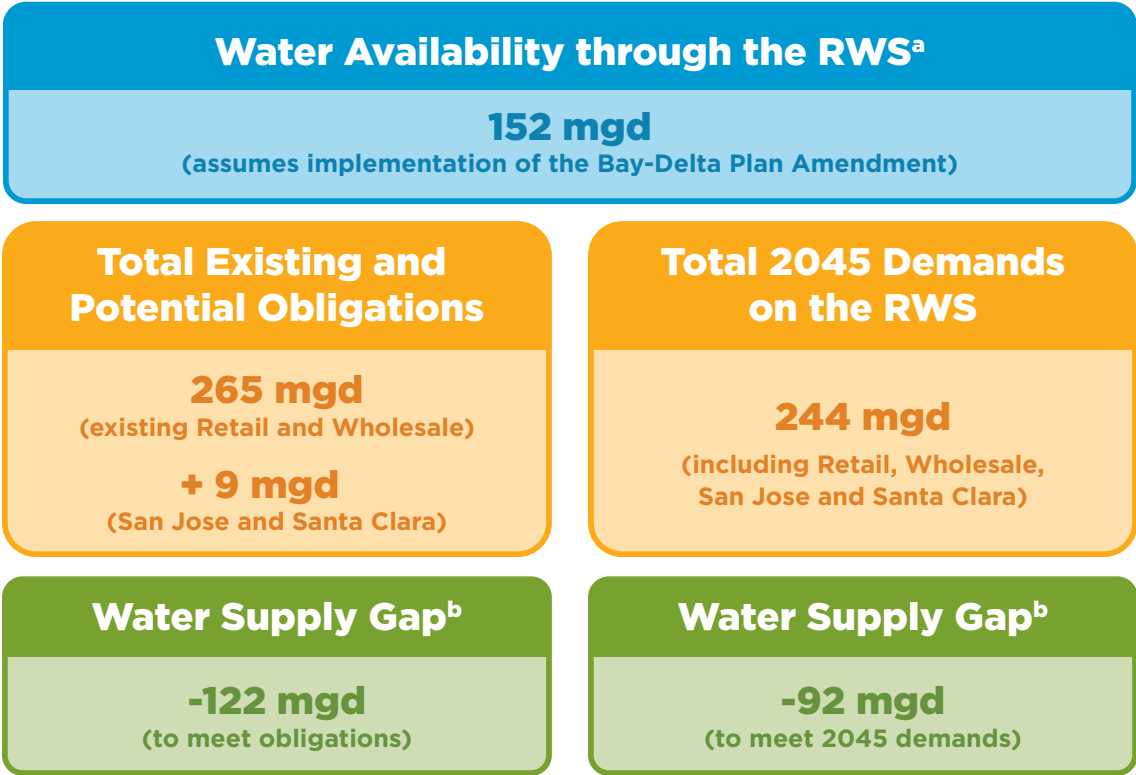 Water Availability through the RWSᵃ
152 mgd
(assumes implementation of the Bay-Delta Plan Amendment)
Total Existing and
Potential Obligations
265 mgd
(existing Retail and Wholesale)
+ 9 mgd
(San Jose and Santa Clara)
Total 2045 Demands
on the RWS
244 mgd
(including Retail, Wholesale,
San Jose and Santa Clara)
Water Supply Gapᵇ
-122 mgd
(to meet obligations)
Water Supply Gapᵇ
-92 mgd
(to meet 2045 demands)